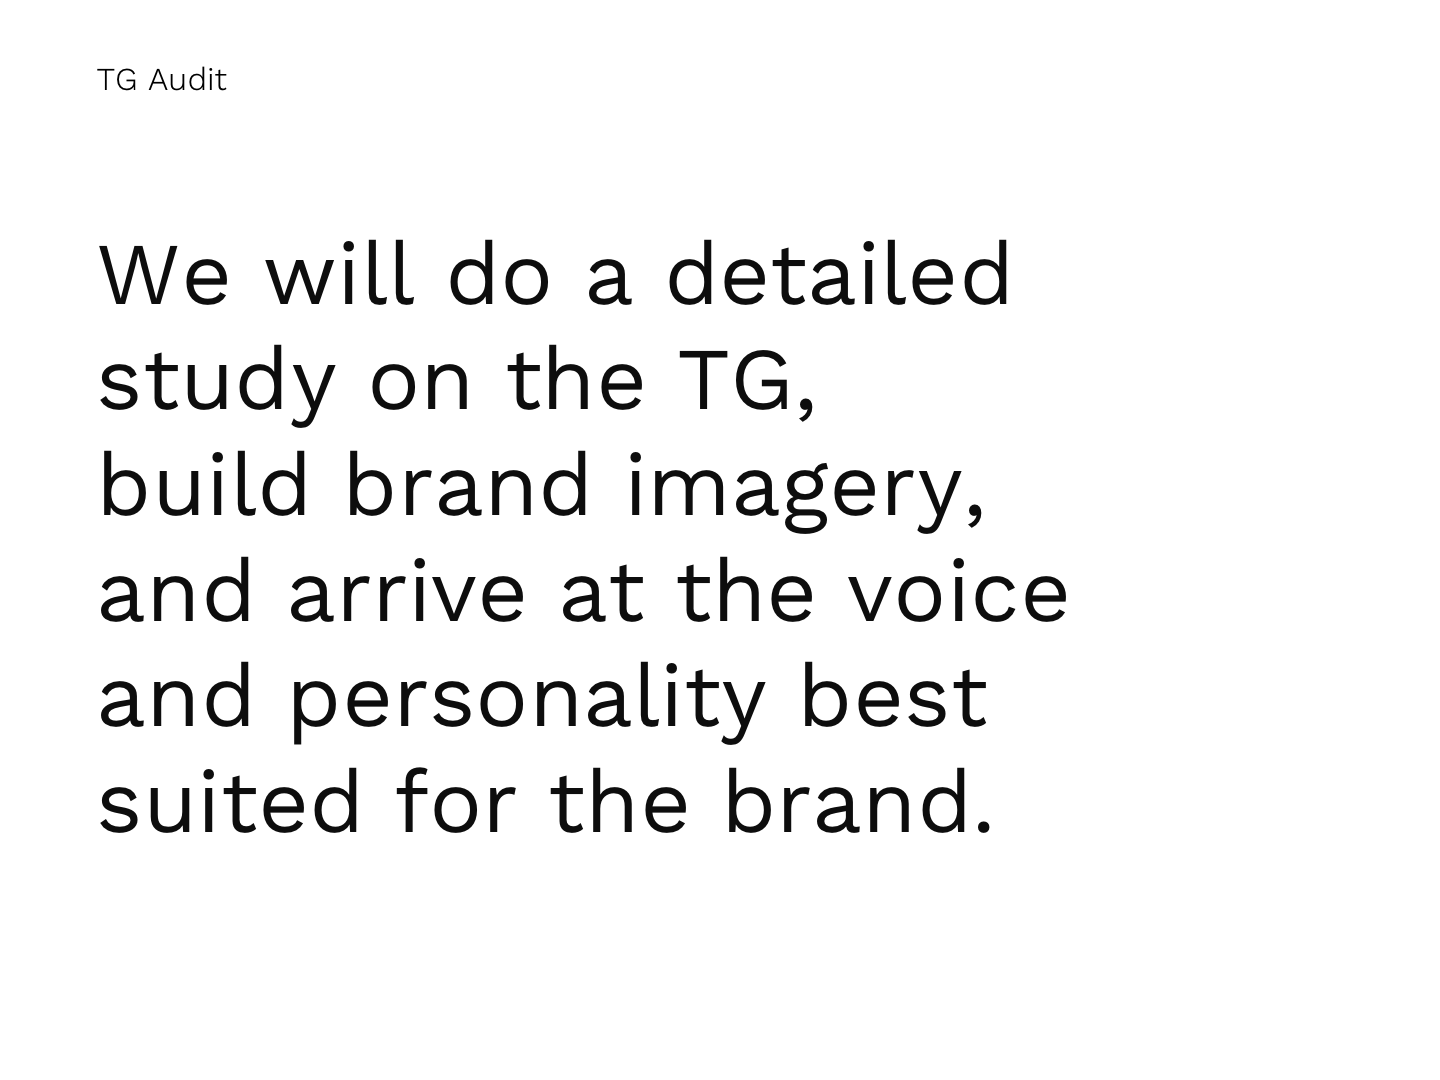 TG Audit
We will do a detailed
study on the TG,
build brand imagery,
and arrive at the voice
and personality best
suited for the brand.